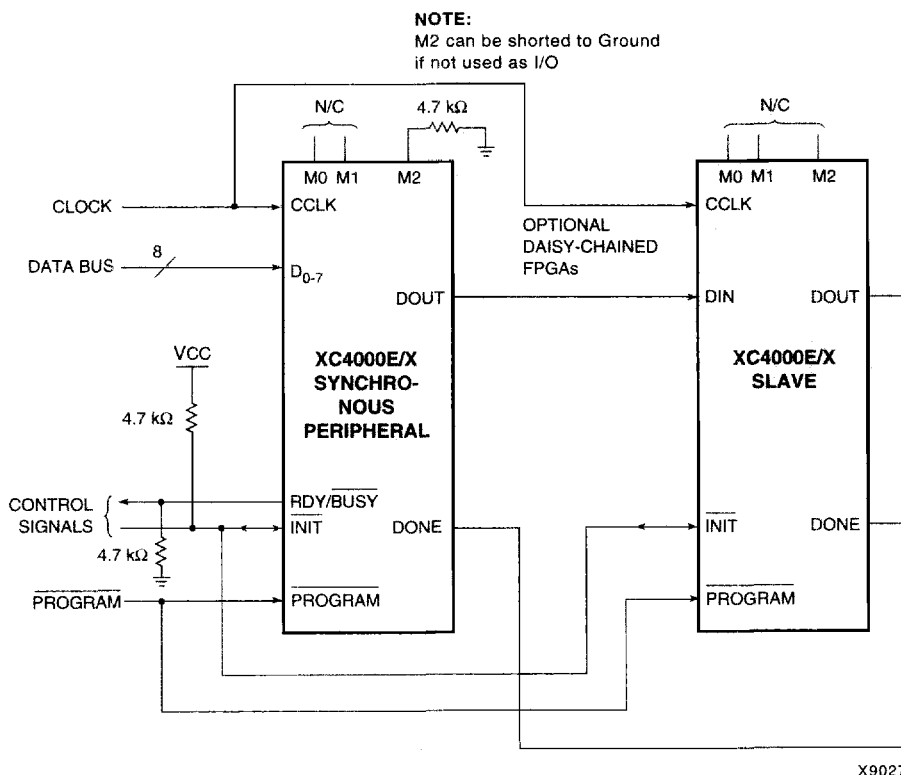 NOTE:
M2 can be shorted to Ground
if not used as I/O
N/C
4.7 kΩ
N/C
M0 M1 M2
M0 M1 M2
CLOCK
CCLK
CCLK
OPTIONAL
DAISY-CHAINED
FPGAs
DATA BUS
8
D0-7
DOUT
DIN
DOUT
VCC
4.7 kΩ
XC4000E/X
SYNCHRO-
NOUS
PERIPHERAL
XC4000E/X
SLAVE
CONTROL
SIGNALS
RDY/BUSY
INIT
DONE
INIT
DONE
4.7 kΩ
PROGRAM
PROGRAM
PROGRAM
X9027